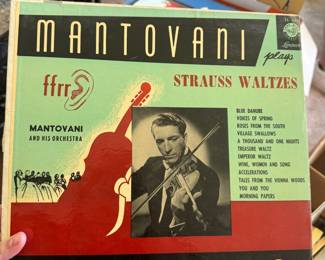 MANTOVANI
plays
London
ffrr
STRAUSS WALTZES
MANTOVANI
AND HIS ORCHESTRA
BLUE DANUBE
VOICES OF SPRING
ROSES FROM THE SOUTH
VILLAGE SWALLOWS
A THOUSAND AND ONE NIGHTS
TREASURE WALTZ
EMPEROR WALTZ
WINE, WOMEN AND SONG
ACCELERATIONS
TALES FROM THE VIENNA WOODS
YOU AND YOU
MORNING PAPERS